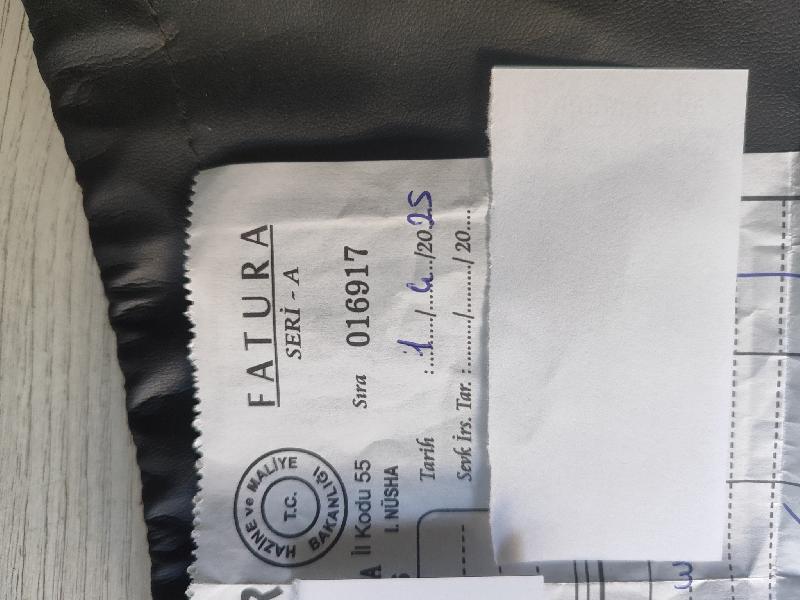 FATURA
SERİ - A
Sıra 016917
HAZİNE ve MALİYE BAKANLIĞI
T.C.
İl Kodu 55
I. NÜSHA
Tarih :....1..../....4..../2025
Sevk İrs. Tar. :........./........./ 20....